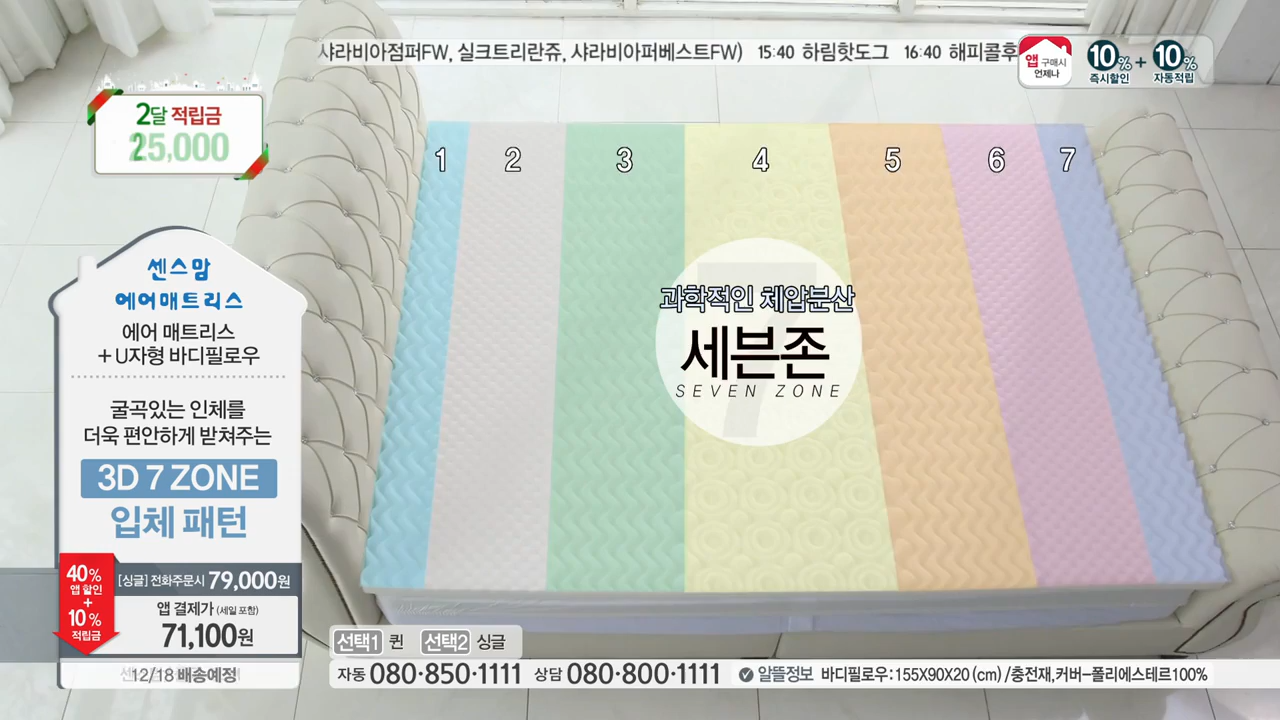 샤라비아점퍼FW, 실크트리란쥬, 샤라비아퍼베스트FW) 15:40 하림핫도그 16:40 해피콜후
앱 구매시
언제나
10% + 10%
즉시할인 자동적립
2달 적립금
25,000
1 2 3 4 5 6 7
과학적인 체압분산
세븐존
SEVEN ZONE
센스맘
에어매트리스
에어 매트리스
+ U자형 바디필로우
굴곡있는 인체를
더욱 편안하게 받쳐주는
3D 7 ZONE
입체 패턴
40%
앱 할인
+
10%
적립금
[싱글] 전화주문시 79,000원
앱 결제가 (세일 포함)
71,100원
12/18 배송예정
선택1 퀸 선택2 싱글
자동 080·850·1111 상담 080·800·1111
알뜰정보 바디필로우 : 155X90X20 (cm) /충전재,커버-폴리에스테르100%